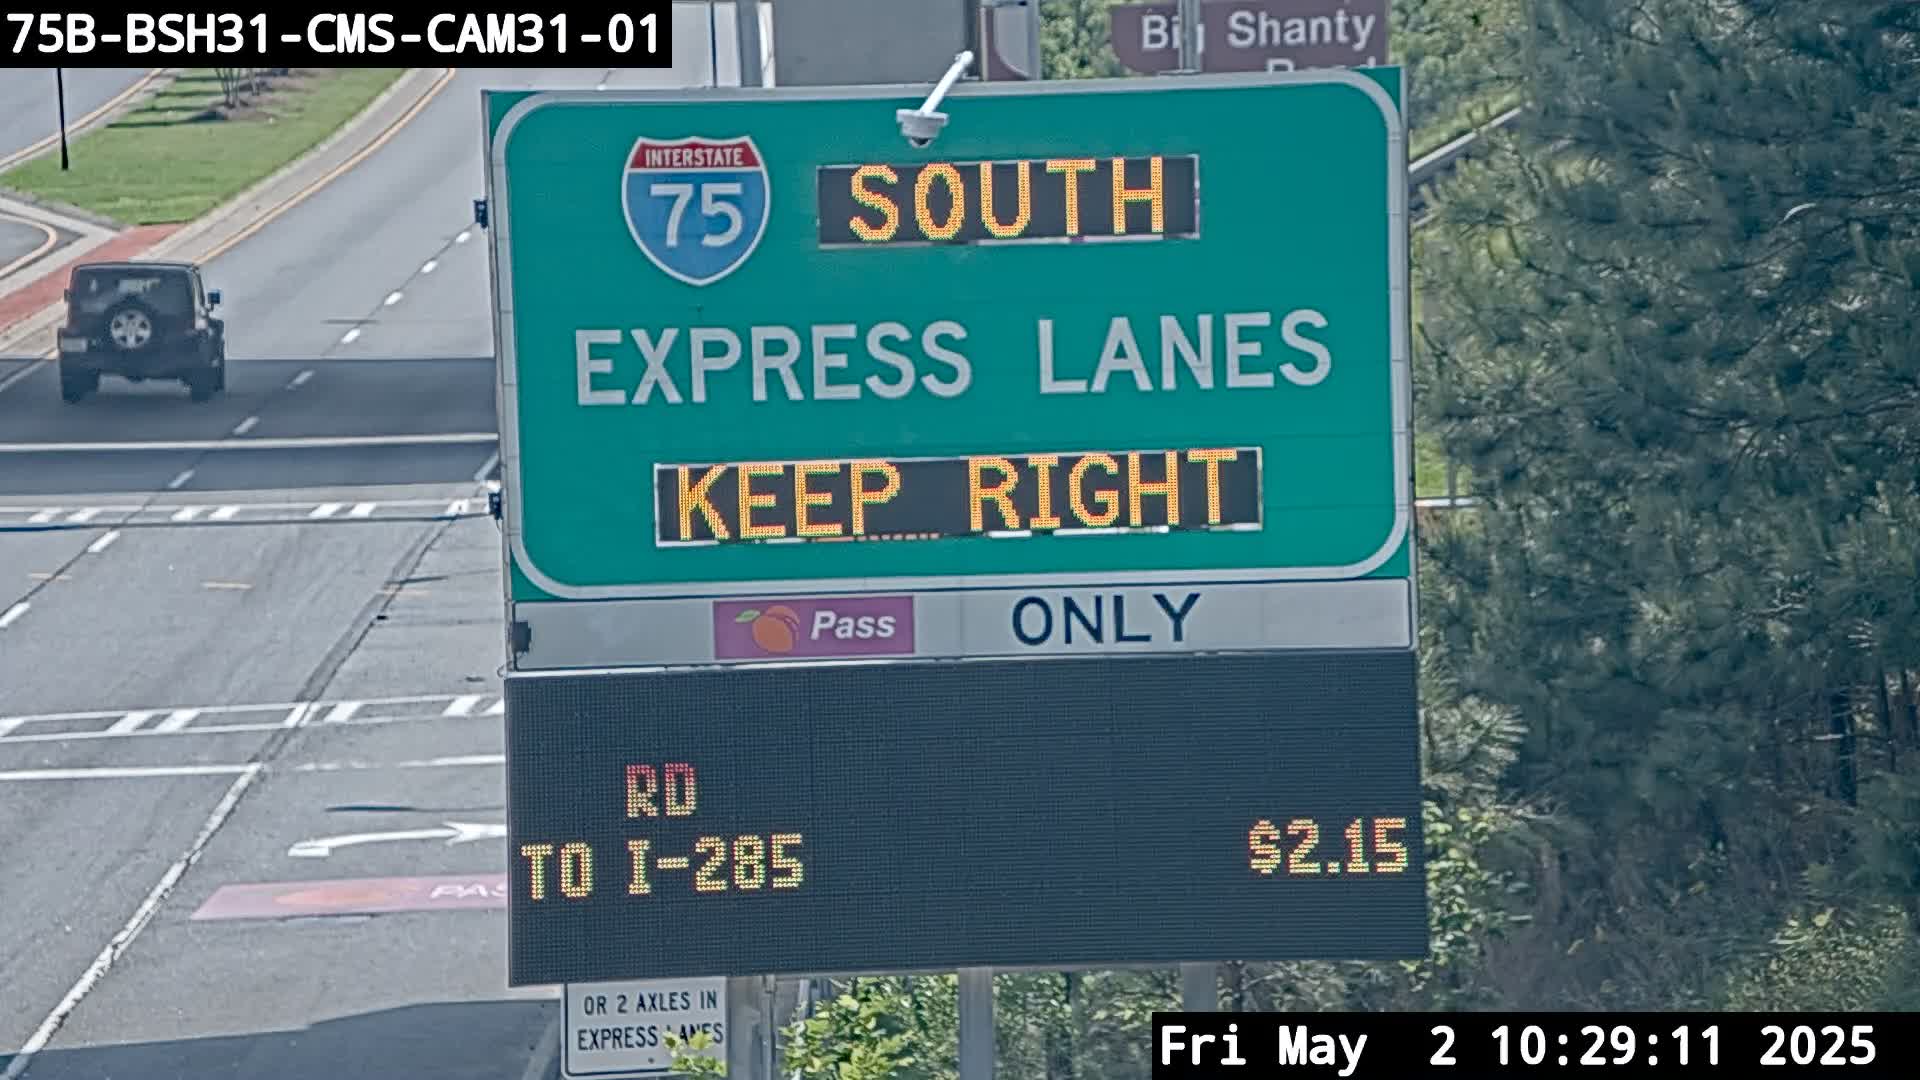 75B-BSH31-CMS-CAM31-01
Big Shanty
Road
INTERSTATE
75
SOUTH
EXPRESS LANES
KEEP RIGHT
Pass ONLY
RD
TO I-285 $2.15
OR 2 AXLES IN
EXPRESS LANES
Fri May 2 10:29:11 2025